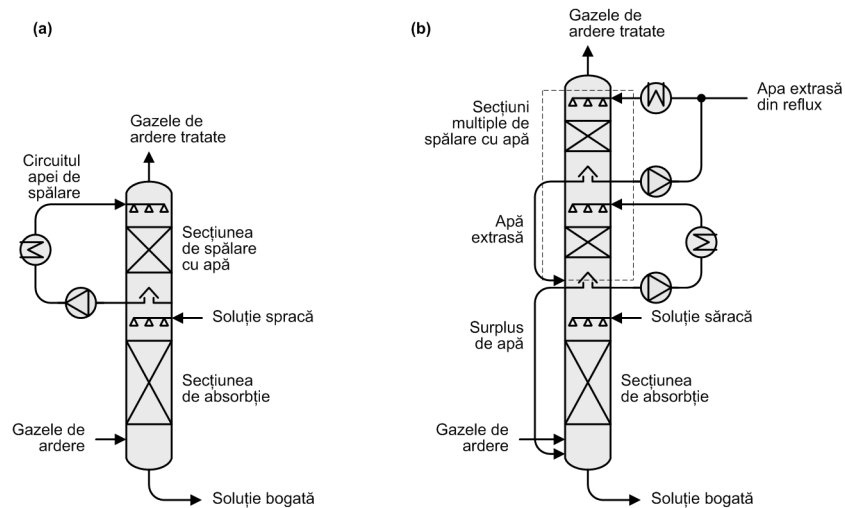 (a)
Gazele de
ardere tratate
Circuitul
apei de
spălare
Secțiunea
de spălare
cu apă
Soluție spracă
Secțiunea
de absorbție
Gazele de
ardere
Soluție bogată
(b)
Gazele de
ardere tratate
Apa extrasă
din reflux
Secțiuni
multiple de
spălare cu apă
Apă
extrasă
Surplus
de apă
Soluție săracă
Secțiunea
de absorbție
Gazele de
ardere
Soluție bogată